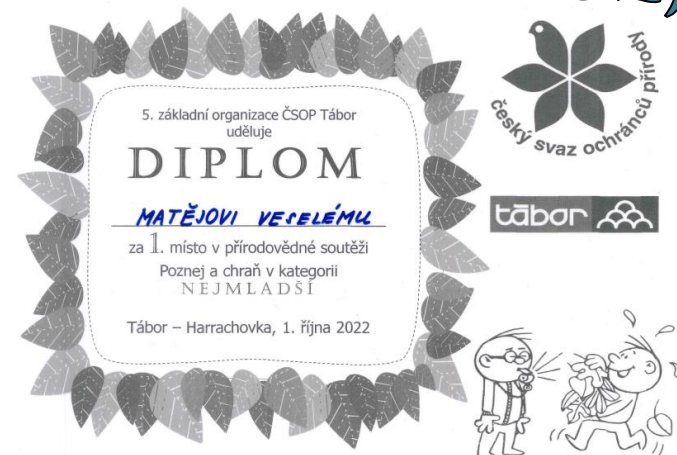 5. základní organizace ČSOP Tábor
uděluje
DIPLOM
MATĚJOVI VESELÉMU
za 1. místo v přírodovědné soutěži
Poznej a chraň v kategorii
NEJMLADŠÍ
Tábor – Harrachovka, 1. října 2022
český svaz ochránců přírody
tábor